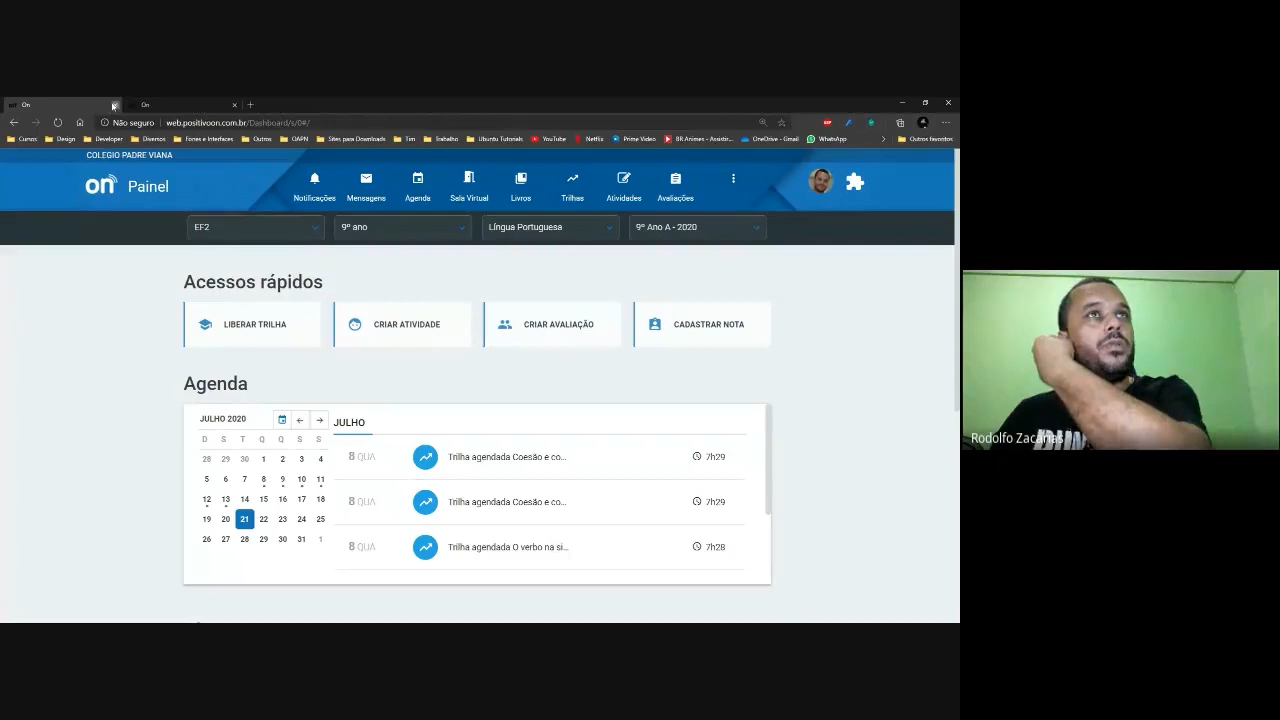 On
On
Não seguro
web.positivoon.com.br/Dashboard/s/0#/
Cursos
Design
Developer
Diversos
Fones e Interfaces
Outros
OAPN
Sites para Downloads
Tim
Trabalho
Ubuntu Tutoriais
YouTube
Netflix
Prime Video
BR Animes - Assistir...
OneDrive - Gmail
WhatsApp
Outros favoritos
COLEGIO PADRE VIANA
on
Painel
Notificações
Mensagens
Agenda
Sala Virtual
Livros
Trilhas
Atividades
Avaliações
EF2
9º ano
Língua Portuguesa
9º Ano A - 2020
Acessos rápidos
LIBERAR TRILHA
CRIAR ATIVIDADE
CRIAR AVALIAÇÃO
CADASTRAR NOTA
Agenda
JULHO 2020
D S T Q Q S S
28 29 30 1 2 3 4
5 6 7 8 9 10 11
12 13 14 15 16 17 18
19 20 21 22 23 24 25
26 27 28 29 30 31 1
JULHO
8 QUA Trilha agendada Coesão e co... 7h29
8 QUA Trilha agendada Coesão e co... 7h29
8 QUA Trilha agendada O verbo na si... 7h28
Rodolfo Zacarias